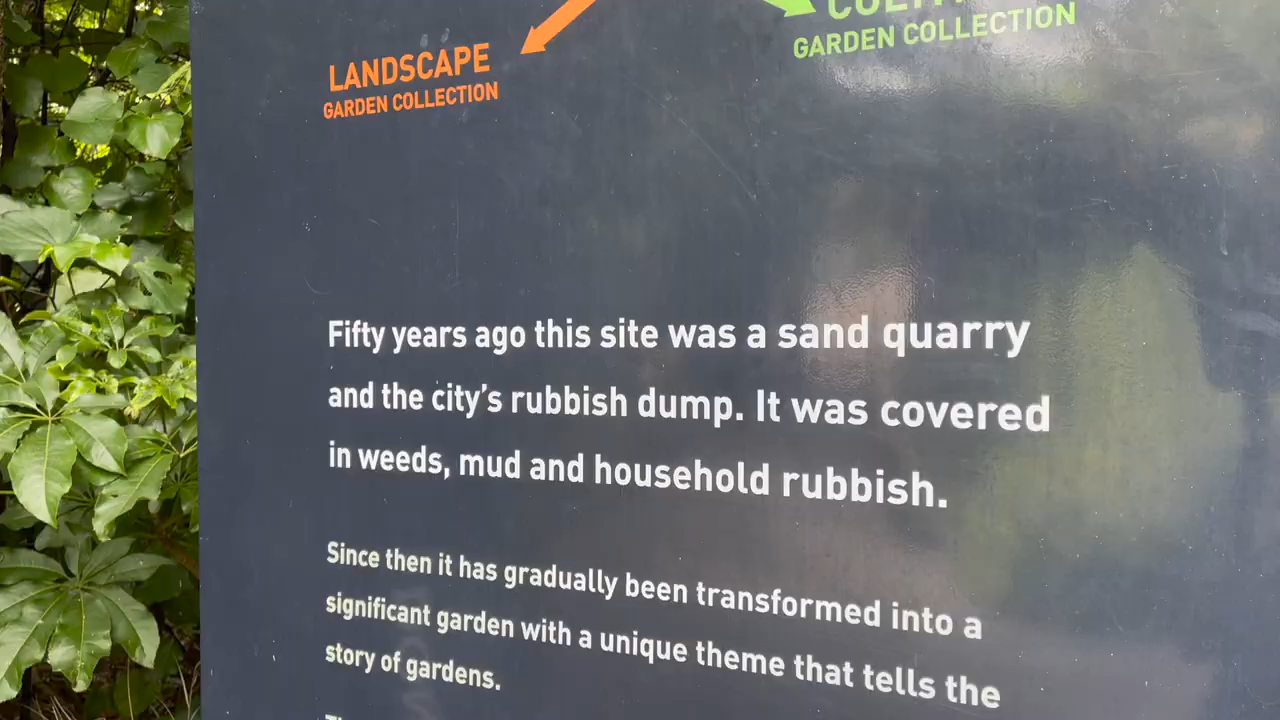 LANDSCAPE
GARDEN COLLECTION
GARDEN COLLECTION
Fifty years ago this site was a sand quarry
and the city's rubbish dump. It was covered
in weeds, mud and household rubbish.
Since then it has gradually been transformed into a
significant garden with a unique theme that tells the
story of gardens.